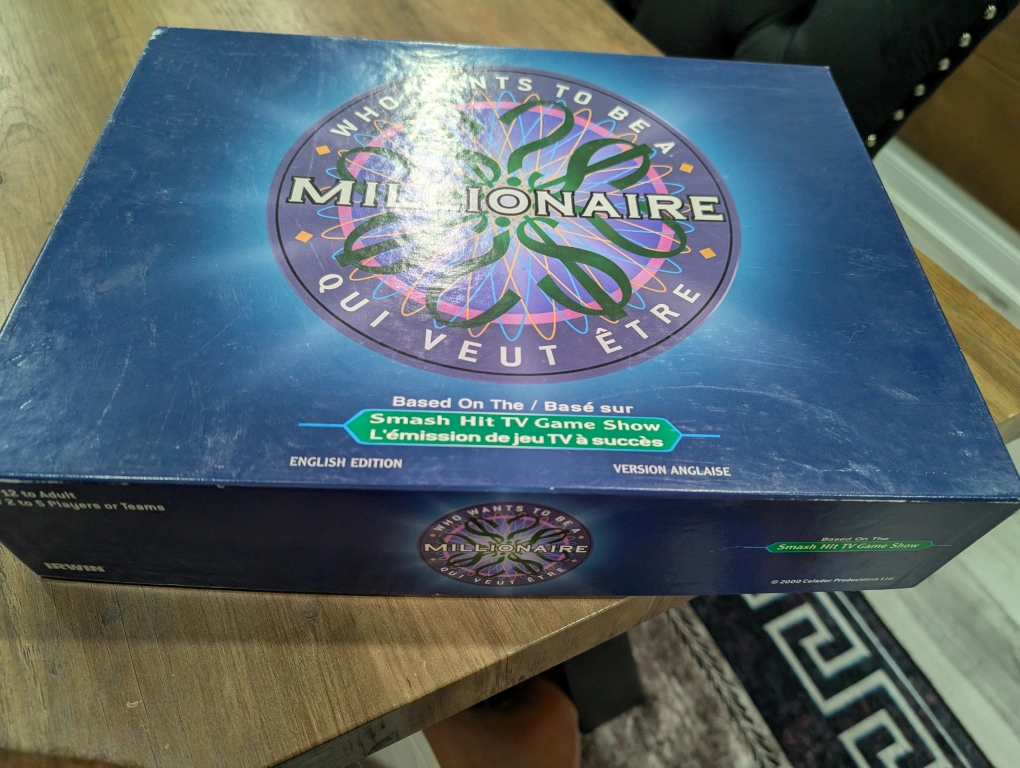 WHO WANTS TO BE A
MILLIONAIRE
QUI VEUT ÊTRE
Based On The / Basé sur
Smash Hit TV Game Show
L'émission de jeu TV à succès
ENGLISH EDITION
VERSION ANGLAISE
12 to Adult
2 to 5 Players or Teams
IRWIN
WHO WANTS TO BE A
MILLIONAIRE
QUI VEUT ÊTRE
Based On The
Smash Hit TV Game Show
© 2000 Celador Productions Ltd.